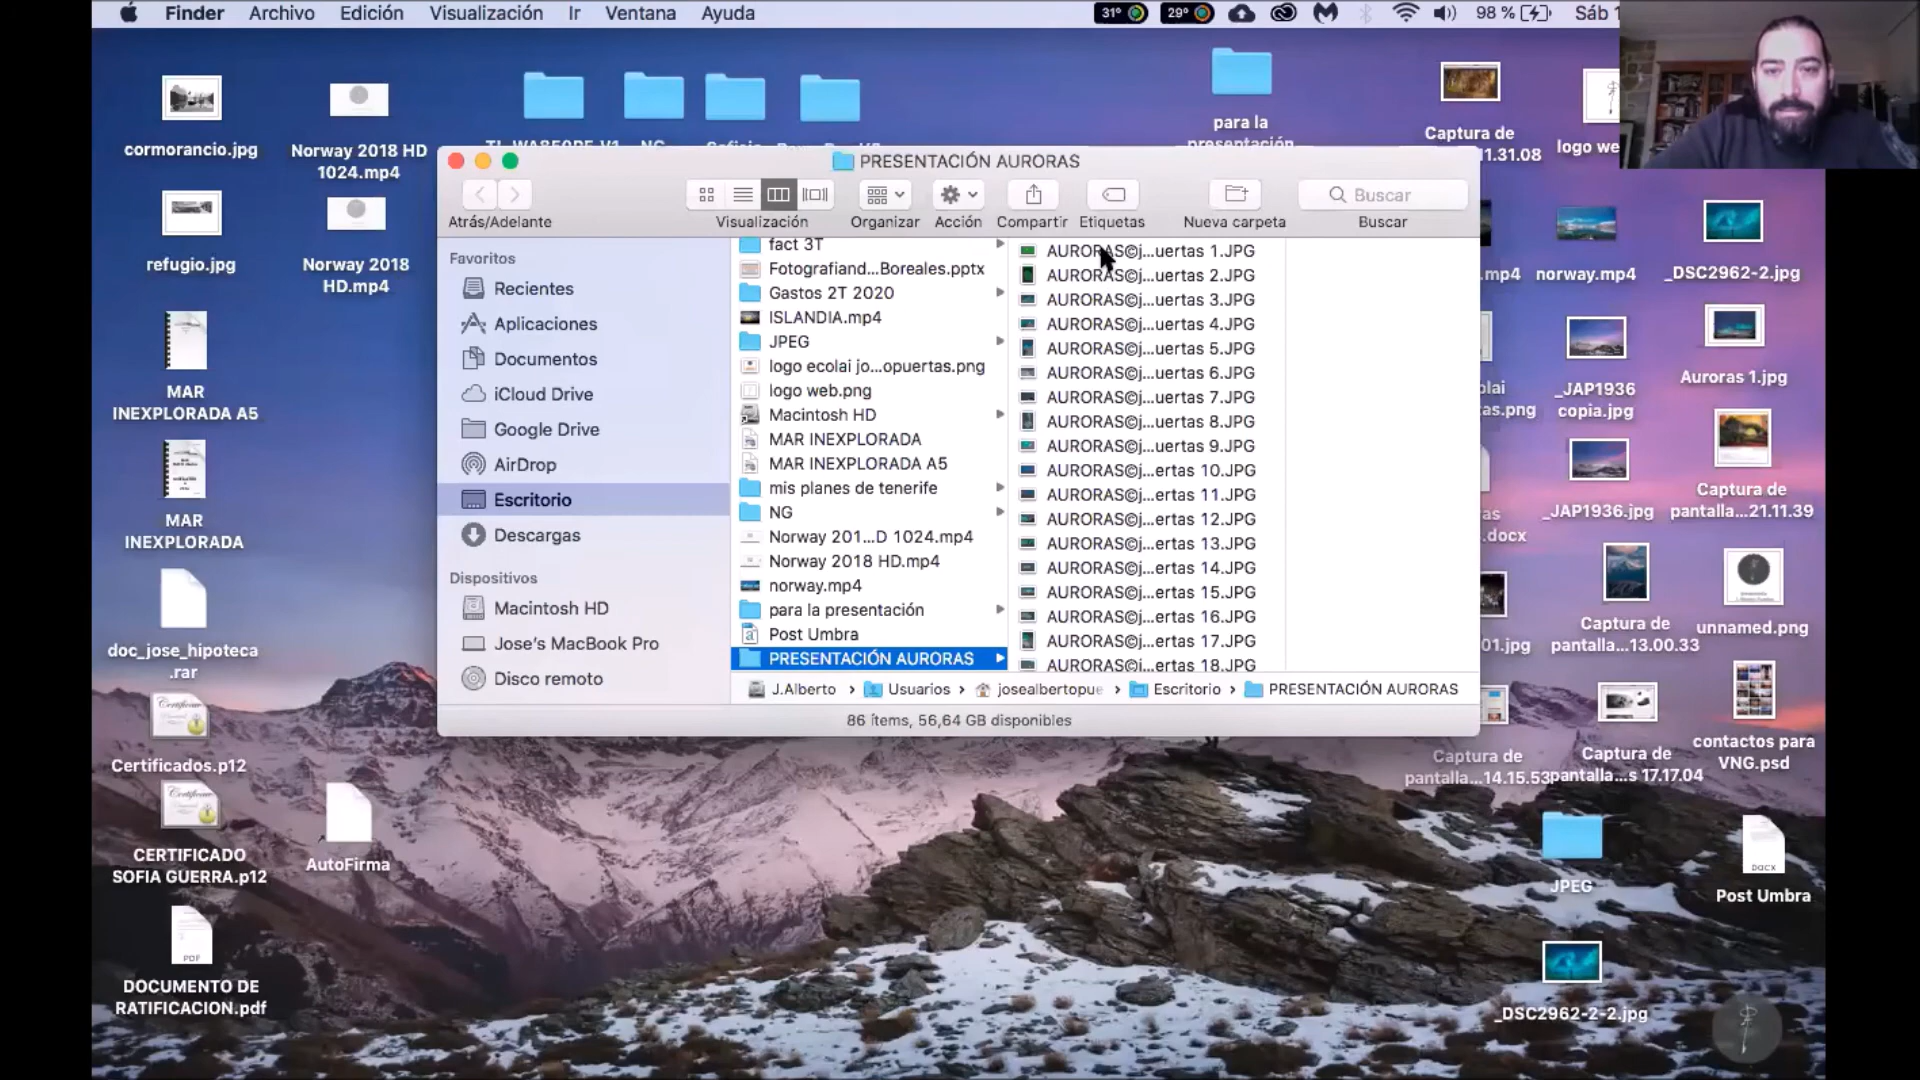 Finder Archivo Edición Visualización Ir Ventana Ayuda
31° 29° 98 % Sáb
cormorancio.jpg
Norway 2018 HD
1024.mp4
refugio.jpg
Norway 2018
HD.mp4
MAR
INEXPLORADA A5
MAR
INEXPLORADA
doc_jose_hipoteca
.rar
Certificados.p12
CERTIFICADO
SOFIA GUERRA.p12
AutoFirma
PDF
DOCUMENTO DE
RATIFICACION.pdf
para la
presentación
PRESENTACIÓN AURORAS
Buscar
Atrás/Adelante Visualización Organizar Acción Compartir Etiquetas Nueva carpeta Buscar
Favoritos
Recientes
Aplicaciones
Documentos
iCloud Drive
Google Drive
AirDrop
Escritorio
Descargas
Dispositivos
Macintosh HD
Jose's MacBook Pro
Disco remoto
fact 3T
Fotografiand...Boreales.pptx
Gastos 2T 2020
ISLANDIA.mp4
JPEG
logo ecolai jo...opuertas.png
logo web.png
Macintosh HD
MAR INEXPLORADA
MAR INEXPLORADA A5
mis planes de tenerife
NG
Norway 201...D 1024.mp4
Norway 2018 HD.mp4
norway.mp4
para la presentación
Post Umbra
PRESENTACIÓN AURORAS
AURORAS©j...uertas 1.JPG
AURORAS©j...uertas 2.JPG
AURORAS©j...uertas 3.JPG
AURORAS©j...uertas 4.JPG
AURORAS©j...uertas 5.JPG
AURORAS©j...uertas 6.JPG
AURORAS©j...uertas 7.JPG
AURORAS©j...uertas 8.JPG
AURORAS©j...uertas 9.JPG
AURORAS©j...ertas 10.JPG
AURORAS©j...ertas 11.JPG
AURORAS©j...ertas 12.JPG
AURORAS©j...ertas 13.JPG
AURORAS©j...ertas 14.JPG
AURORAS©j...ertas 15.JPG
AURORAS©j...ertas 16.JPG
AURORAS©j...ertas 17.JPG
AURORAS©j...ertas 18.JPG
J.Alberto Usuarios josealbertopue Escritorio PRESENTACIÓN AURORAS
86 ítems, 56,64 GB disponibles
Captura de
11.31.08
logo we
.mp4
norway.mp4
_DSC2962-2.jpg
_JAP1936
copia.jpg
Auroras 1.jpg
_JAP1936.jpg
Captura de
pantalla...21.11.39
.docx
01.jpg
Captura de
pantalla...13.00.33
unnamed.png
Captura de
pantalla...14.15.53
Captura de
pantalla...s 17.17.04
contactos para
VNG.psd
JPEG
DOCX
Post Umbra
_DSC2962-2-2.jpg